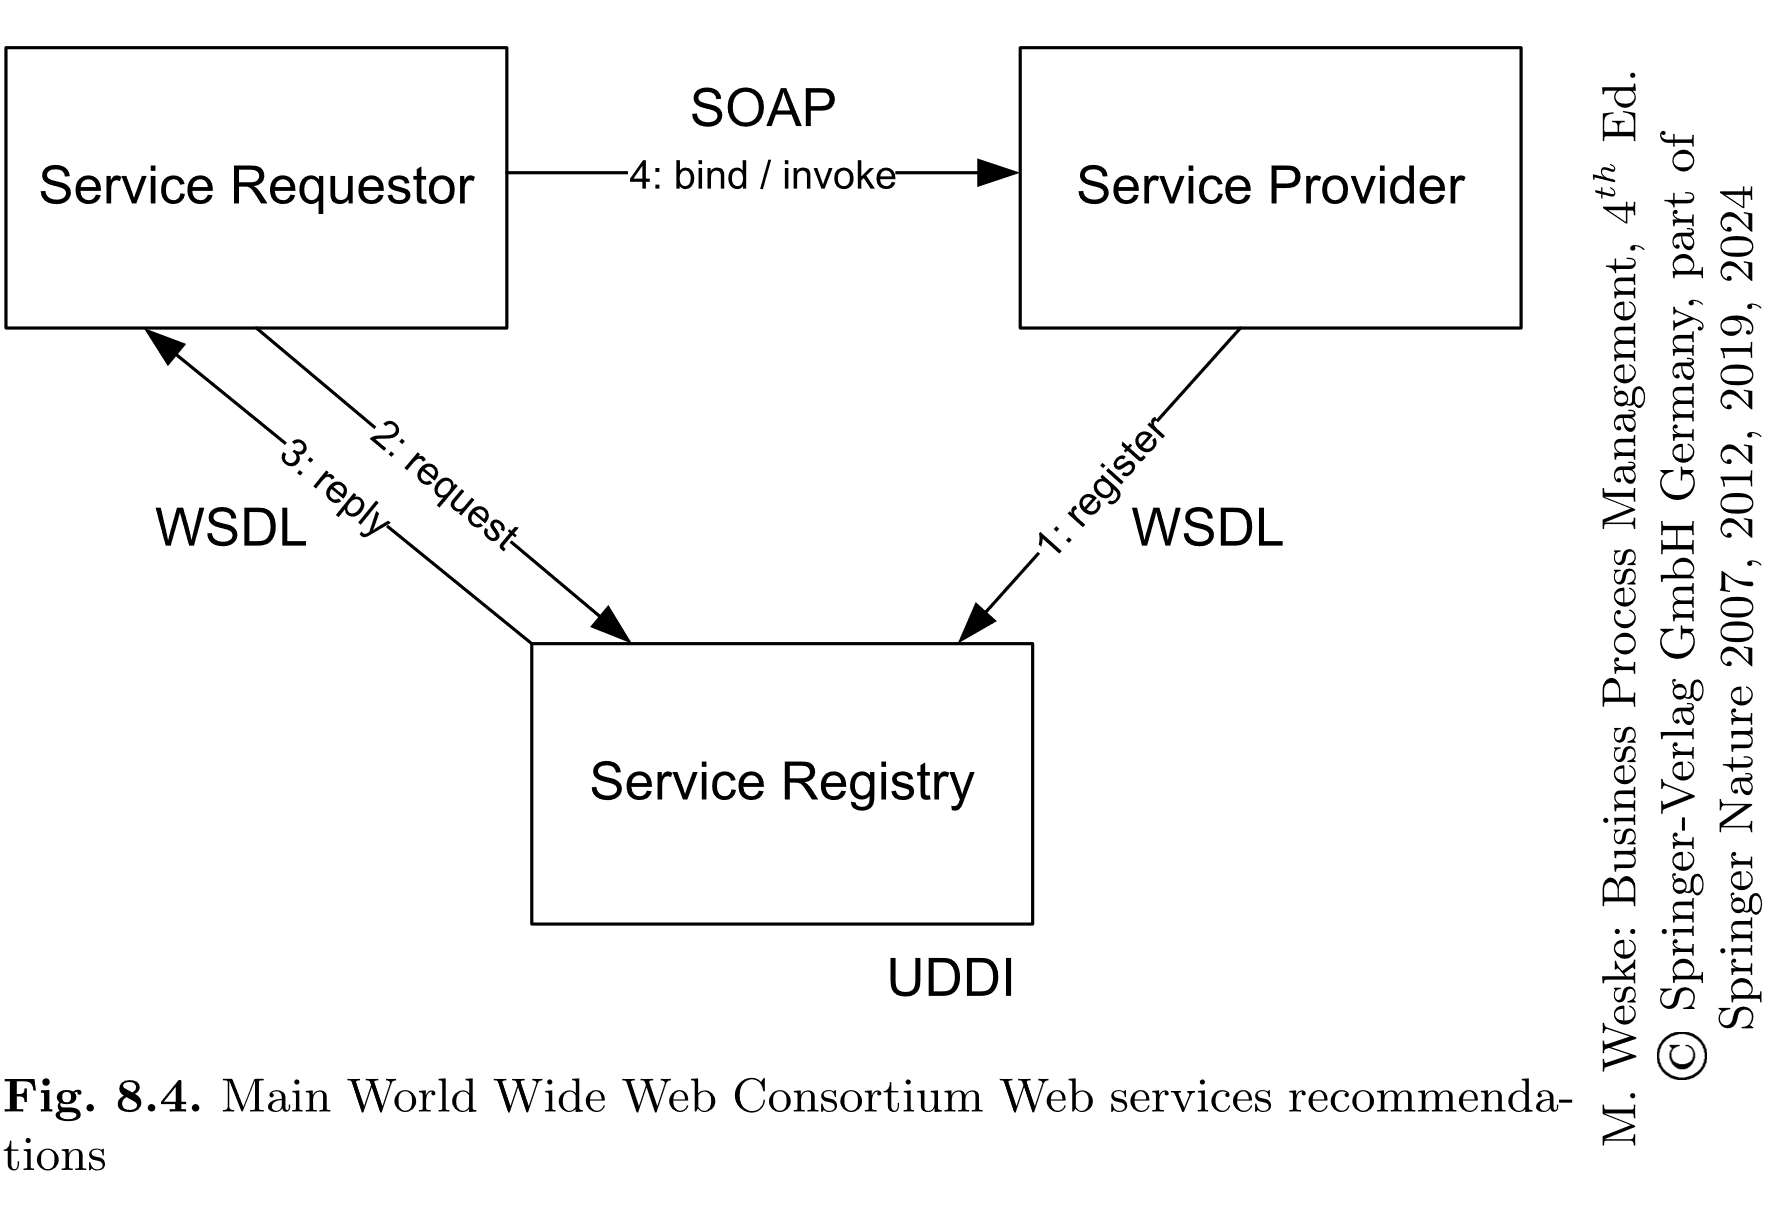 SOAP
Service Requestor
4: bind / invoke
Service Provider
2: request
3: reply
1: register
WSDL
WSDL
Service Registry
UDDI
Fig. 8.4. Main World Wide Web Consortium Web services recommenda-
tions
M. Weske: Business Process Management, 4th Ed.
© Springer-Verlag GmbH Germany, part of
Springer Nature 2007, 2012, 2019, 2024